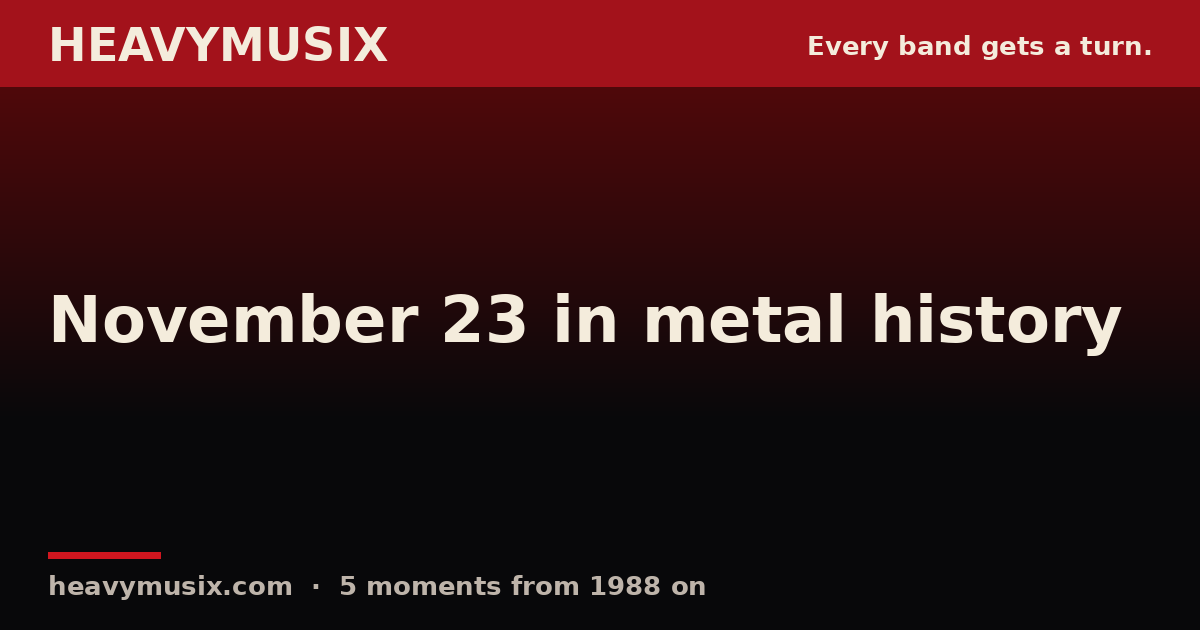 HEAVYMUSIX
Every band gets a turn.
November 23 in metal history
heavymusix.com · 5 moments from 1988 on